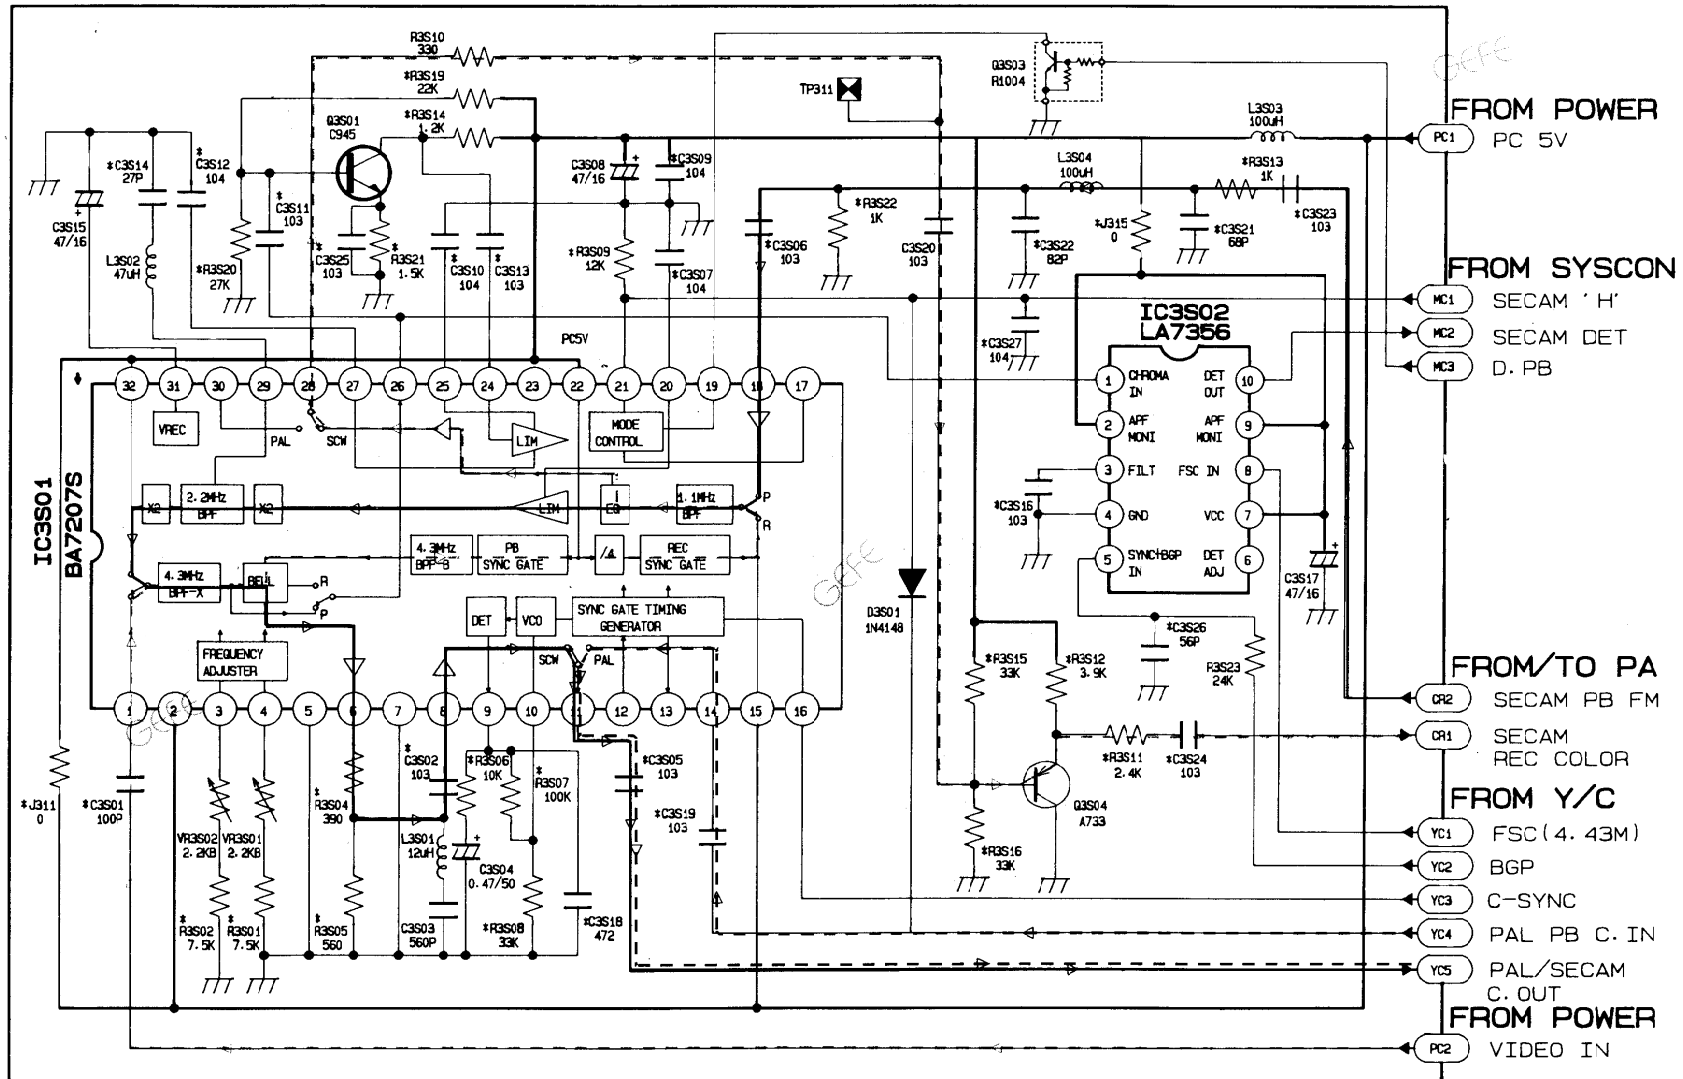 R3S10
330
*R3S19
22K
*R3S14
1.2K
Q3S01
C945
TP311
Q3S03
R1004
GEFE
L3S03
100uH
FROM POWER
PC1
PC 5V
*C3S14
27P
*
C3S12
104
C3S15
47/16
L3S02
47uH
*
C3S11
103
*R3S20
27K
*
C3S25
103
*
R3S21
1.5K
*
C3S10
104
*
C3S13
103
C3S08
47/16
*C3S09
104
*R3S09
12K
*C3S07
104
*C3S06
103
*R3S22
1K
C3S20
103
L3S04
100uH
*C3S22
82P
*J315
0
*C3S21
68P
*R3S13
1K
*C3S23
103
FROM SYSCON
MC1
SECAM 'H'
MC2
SECAM DET
MC3
D.PB
*C3S27
104
IC3S02
LA7356
PC5V
32
31
30
29
28
27
26
25
24
23
22
21
20
19
18
17
VREC
PAL
SCW
LIM
MODE
CONTROL
IC3S01
BA7207S
X2
2.2MHz
BPF
X2
LIM
EQ
1.1MHz
BPF
P
R
4.3MHz
BPF-B
PB
SYNC GATE
/4
REC
SYNC GATE
4.3MHz
BPF-X
BELL
R
P
DET
VCO
SYNC GATE TIMING
GENERATOR
FREQUENCY
ADJUSTER
SCW
PAL
1
2
3
4
5
6
7
8
9
10
11
12
13
14
15
16
1
CHROMA
IN
DET
OUT
10
2
APF
MONI
APF
MONI
9
3
FILT
FSC IN
8
4
GND
VCC
7
5
SYNC+BGP
IN
DET
ADJ
6
*C3S16
103
C3S17
47/16
D3S01
1N4148
GEFE
*C3S26
56P
R3S23
24K
*R3S15
33K
*R3S12
3.9K
*R3S11
2.4K
*C3S24
103
Q3S04
A733
*R3S16
33K
FROM/TO PA
CR2
SECAM PB FM
CR1
SECAM
REC COLOR
FROM Y/C
YC1
FSC(4.43M)
YC2
BGP
YC3
C-SYNC
YC4
PAL PB C.IN
YC5
PAL/SECAM
C.OUT
FROM POWER
PC2
VIDEO IN
GEFE
*J311
0
*C3S01
100P
VR3S02
2.2KB
VR3S01
2.2KB
*
R3S02
7.5K
*
R3S01
7.5K
*
R3S04
390
*
R3S05
560
*
C3S02
103
L3S01
12uH
C3S03
560P
*R3S06
10K
C3S04
0.47/50
*
R3S07
100K
*R3S08
33K
*C3S18
472
*C3S05
103
*C3S19
103